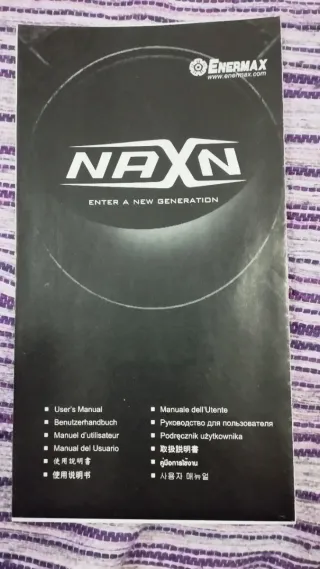 ENERMAX
www.enermax.com
NAXN
ENTER A NEW GENERATION
User's Manual
Benutzerhandbuch
Manuel d'utilisateur
Manual del Usuario
使用說明書
使用说明书
Manuale dell'Utente
Руководство для пользователя
Podręcznik użytkownika
取扱説明書
คู่มือการใช้งาน
사용자 매뉴얼